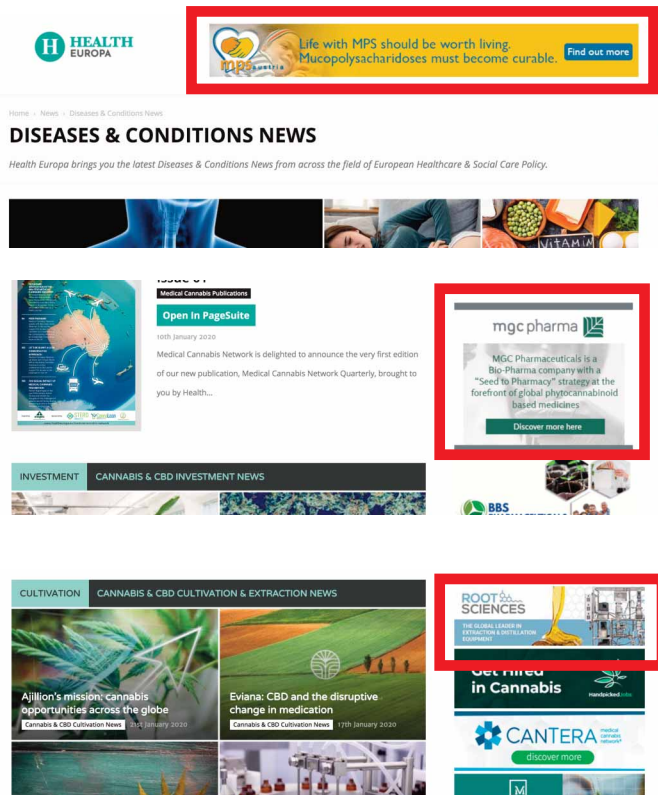 HEALTH
EUROPA
mps austria
Life with MPS should be worth living.
Mucopolysacharidoses must become curable.
Find out more
Home › News › Diseases & Conditions News
DISEASES & CONDITIONS NEWS
Health Europa brings you the latest Diseases & Conditions News from across the field of European Healthcare & Social Care Policy.
VITAMIN
Medical Cannabis Publications
Open in PageSuite
10th January 2020
Medical Cannabis Network is delighted to announce the very first edition
of our new publication, Medical Cannabis Network Quarterly, brought to
you by Health...
mgc pharma
MGC Pharmaceuticals is a
Bio-Pharma company with a
"Seed to Pharmacy" strategy at the
forefront of global phytocannabinoid
based medicines
Discover more here
INVESTMENT
CANNABIS & CBD INVESTMENT NEWS
BBS
CULTIVATION
CANNABIS & CBD CULTIVATION & EXTRACTION NEWS
ROOT
SCIENCES
THE GLOBAL LEADER IN
EXTRACTION & DISTILLATION
EQUIPMENT
Get Hired
in Cannabis
Handpicked Jobs
Ajillion's mission: cannabis
opportunities across the globe
Cannabis & CBD Cultivation News 21st January 2020
Eviana: CBD and the disruptive
change in medication
Cannabis & CBD Cultivation News 17th January 2020
CANTERA
medical
cannabis
network
discover more
M